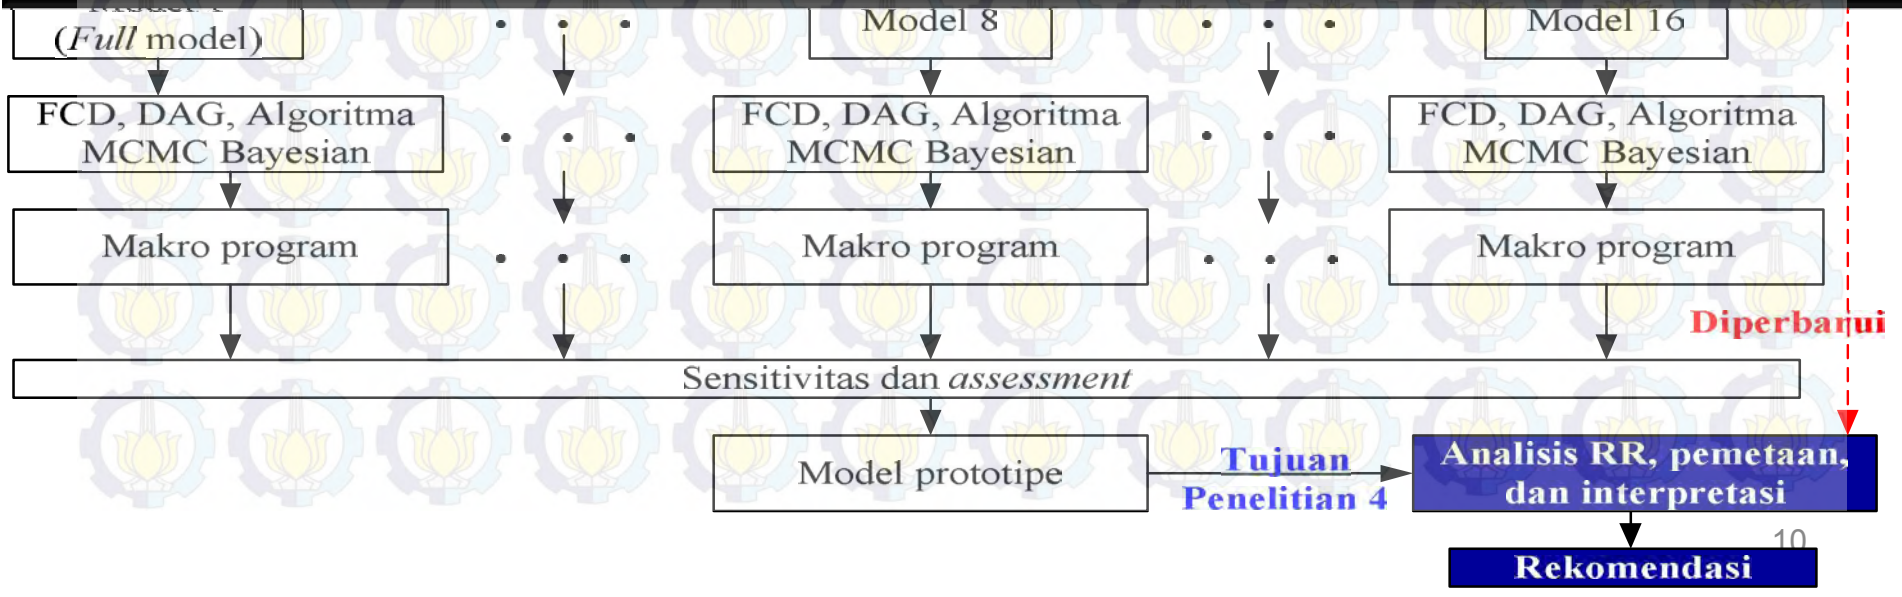 (Full model)
Model 8
Model 16
FCD, DAG, Algoritma
MCMC Bayesian
FCD, DAG, Algoritma
MCMC Bayesian
FCD, DAG, Algoritma
MCMC Bayesian
Makro program
Makro program
Makro program
Diperbarui
Sensitivitas dan assessment
Model prototipe
Tujuan
Penelitian 4
Analisis RR, pemetaan,
dan interpretasi
10
Rekomendasi